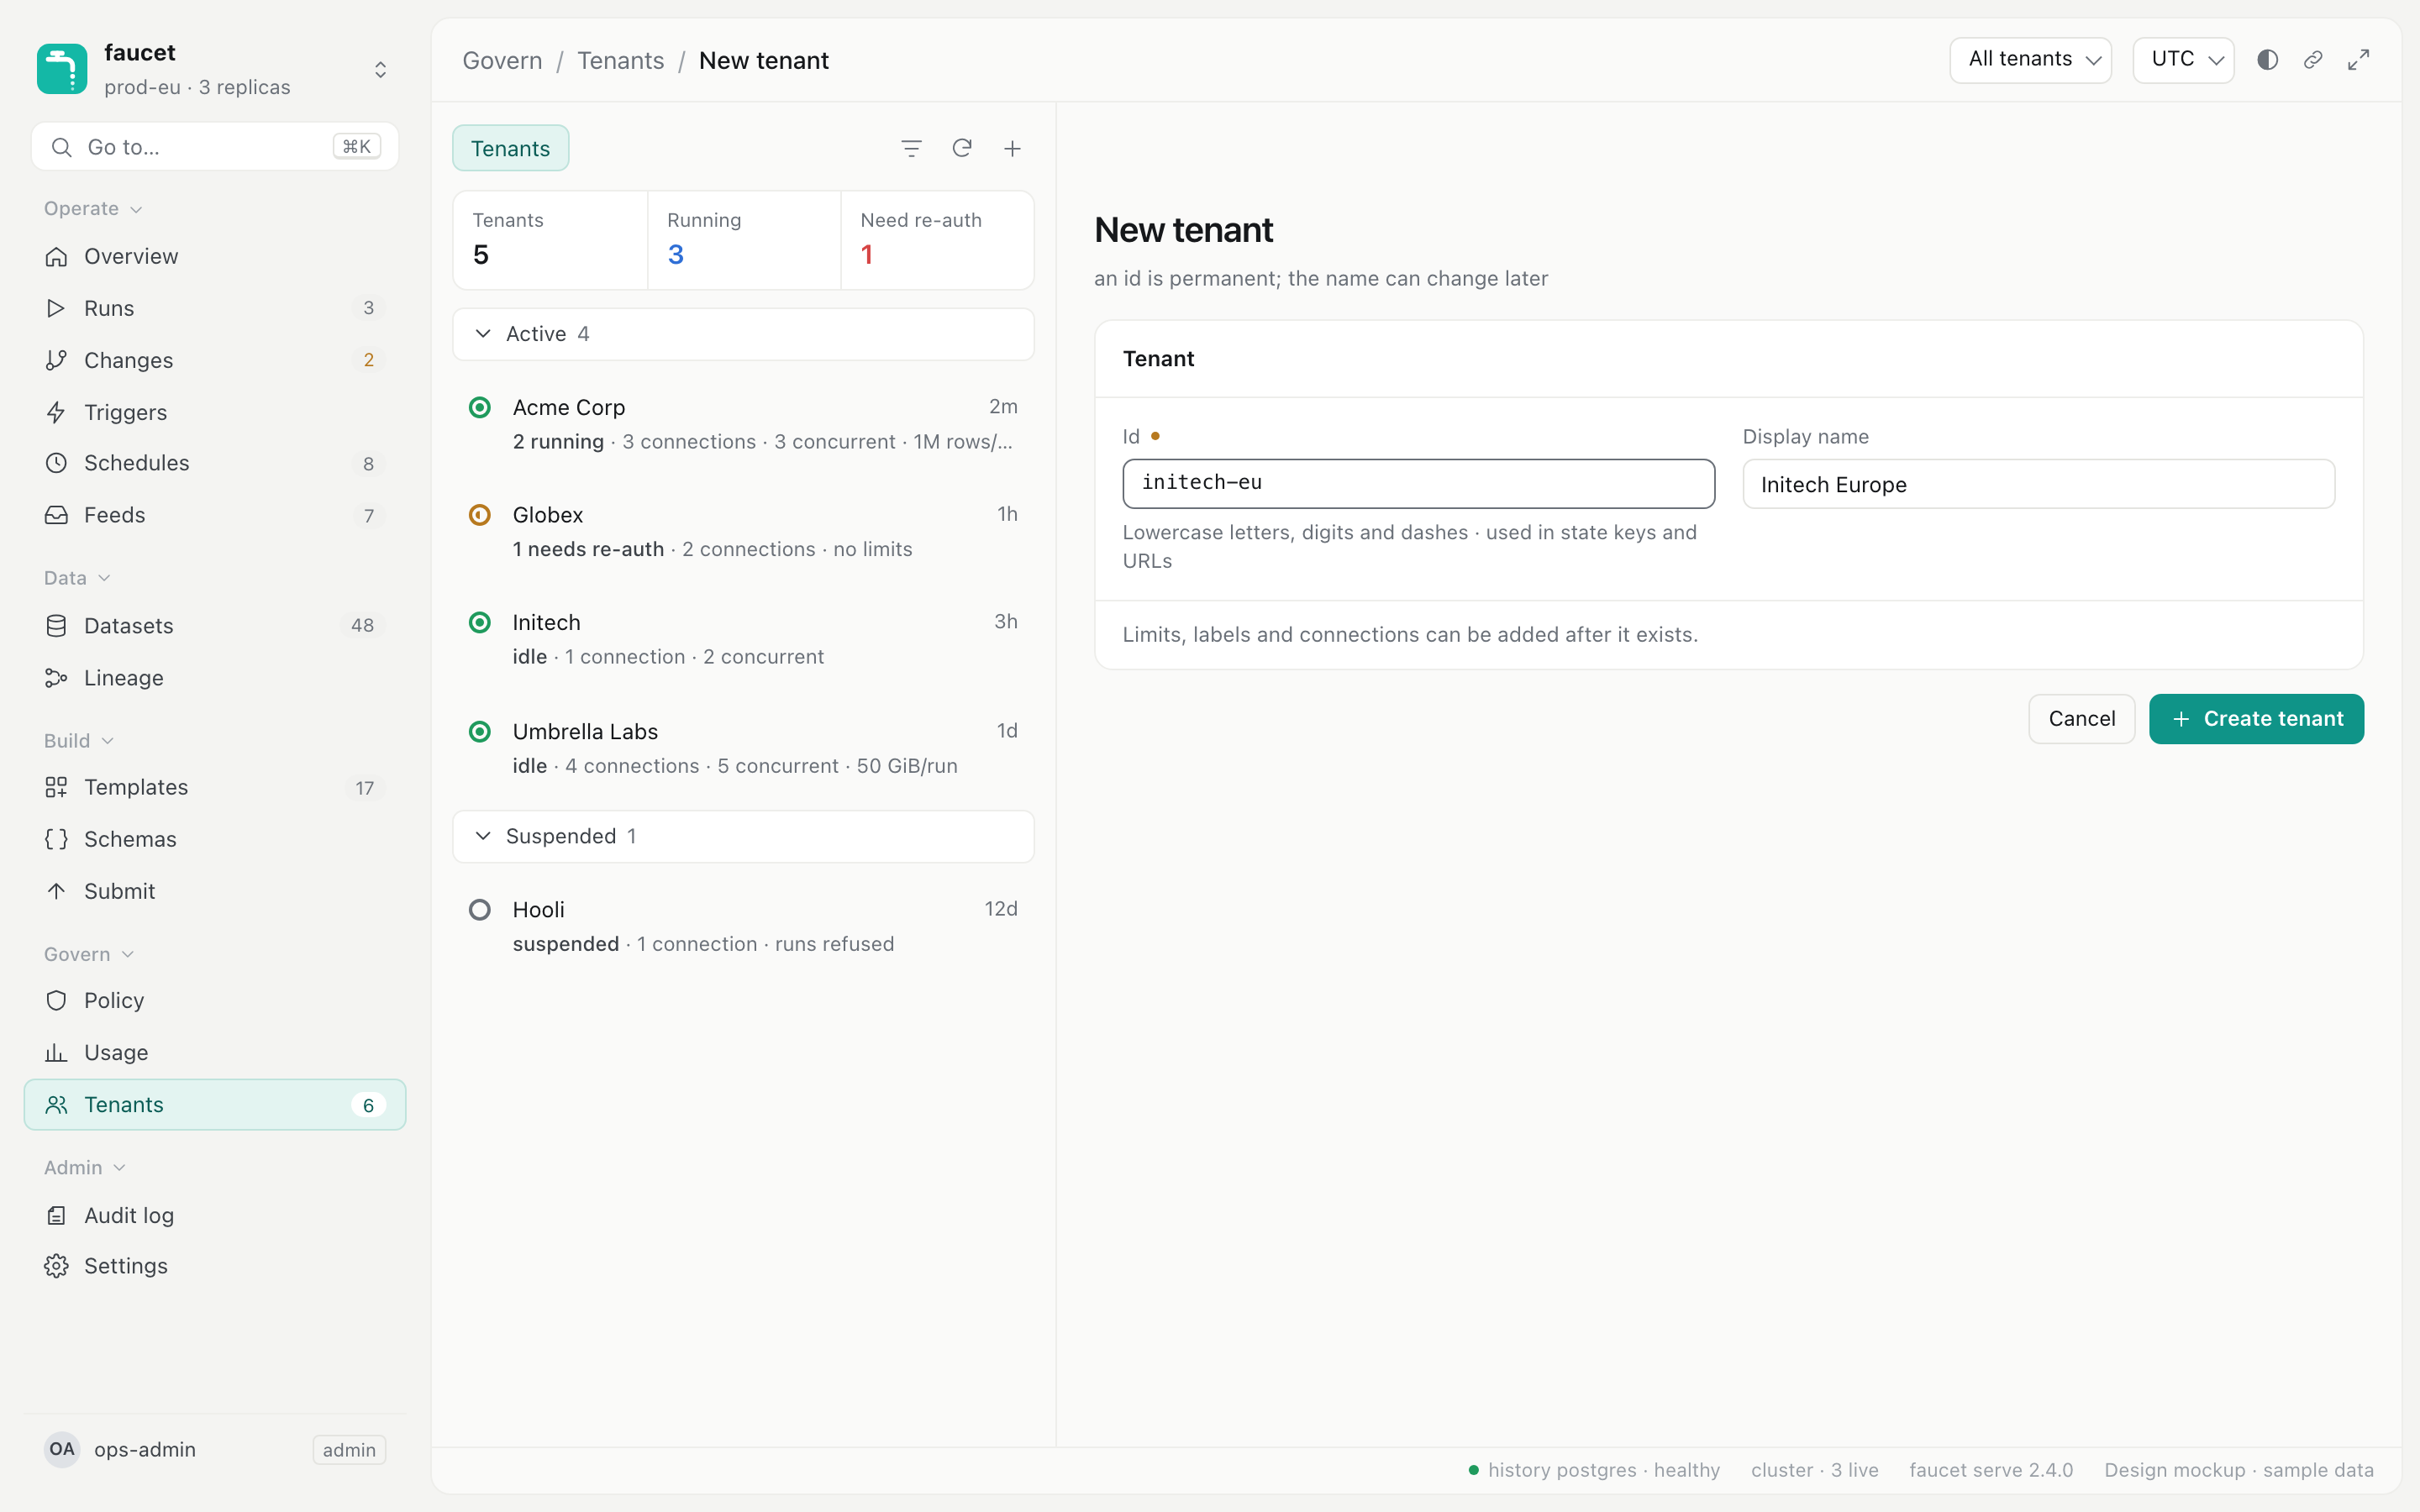 faucet
prod-eu · 3 replicas
Go to...
⌘K
Operate
Overview
Runs 3
Changes 2
Triggers
Schedules 8
Feeds 7
Data
Datasets 48
Lineage
Build
Templates 17
Schemas
Submit
Govern
Policy
Usage
Tenants 6
Admin
Audit log
Settings
OA ops-admin admin
Govern / Tenants / New tenant
All tenants
UTC
Tenants
Tenants Running Need re-auth
5 3 1
Active 4
Acme Corp 2m
2 running · 3 connections · 3 concurrent · 1M rows/...
Globex 1h
1 needs re-auth · 2 connections · no limits
Initech 3h
idle · 1 connection · 2 concurrent
Umbrella Labs 1d
idle · 4 connections · 5 concurrent · 50 GiB/run
Suspended 1
Hooli 12d
suspended · 1 connection · runs refused
New tenant
an id is permanent; the name can change later
Tenant
Id
initech-eu
Lowercase letters, digits and dashes · used in state keys and
URLs
Display name
Initech Europe
Limits, labels and connections can be added after it exists.
Cancel
+ Create tenant
history postgres · healthy cluster · 3 live faucet serve 2.4.0 Design mockup · sample data